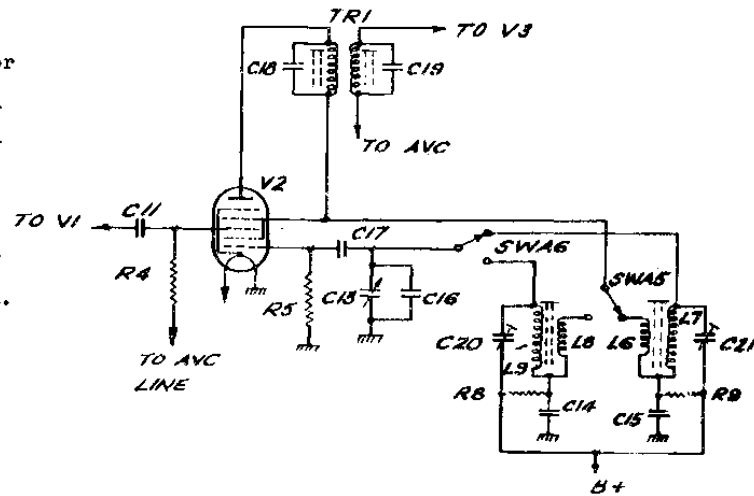 TR1
TO V3
or
C18
C19
TO AVC
V2
TO V1
C11
C17
SWA6
R4
SWA5
R5
C13
C16
L7
C20
L8
L6
C21
L9
TO AVC
LINE
R8
C14
C15
R9
B+